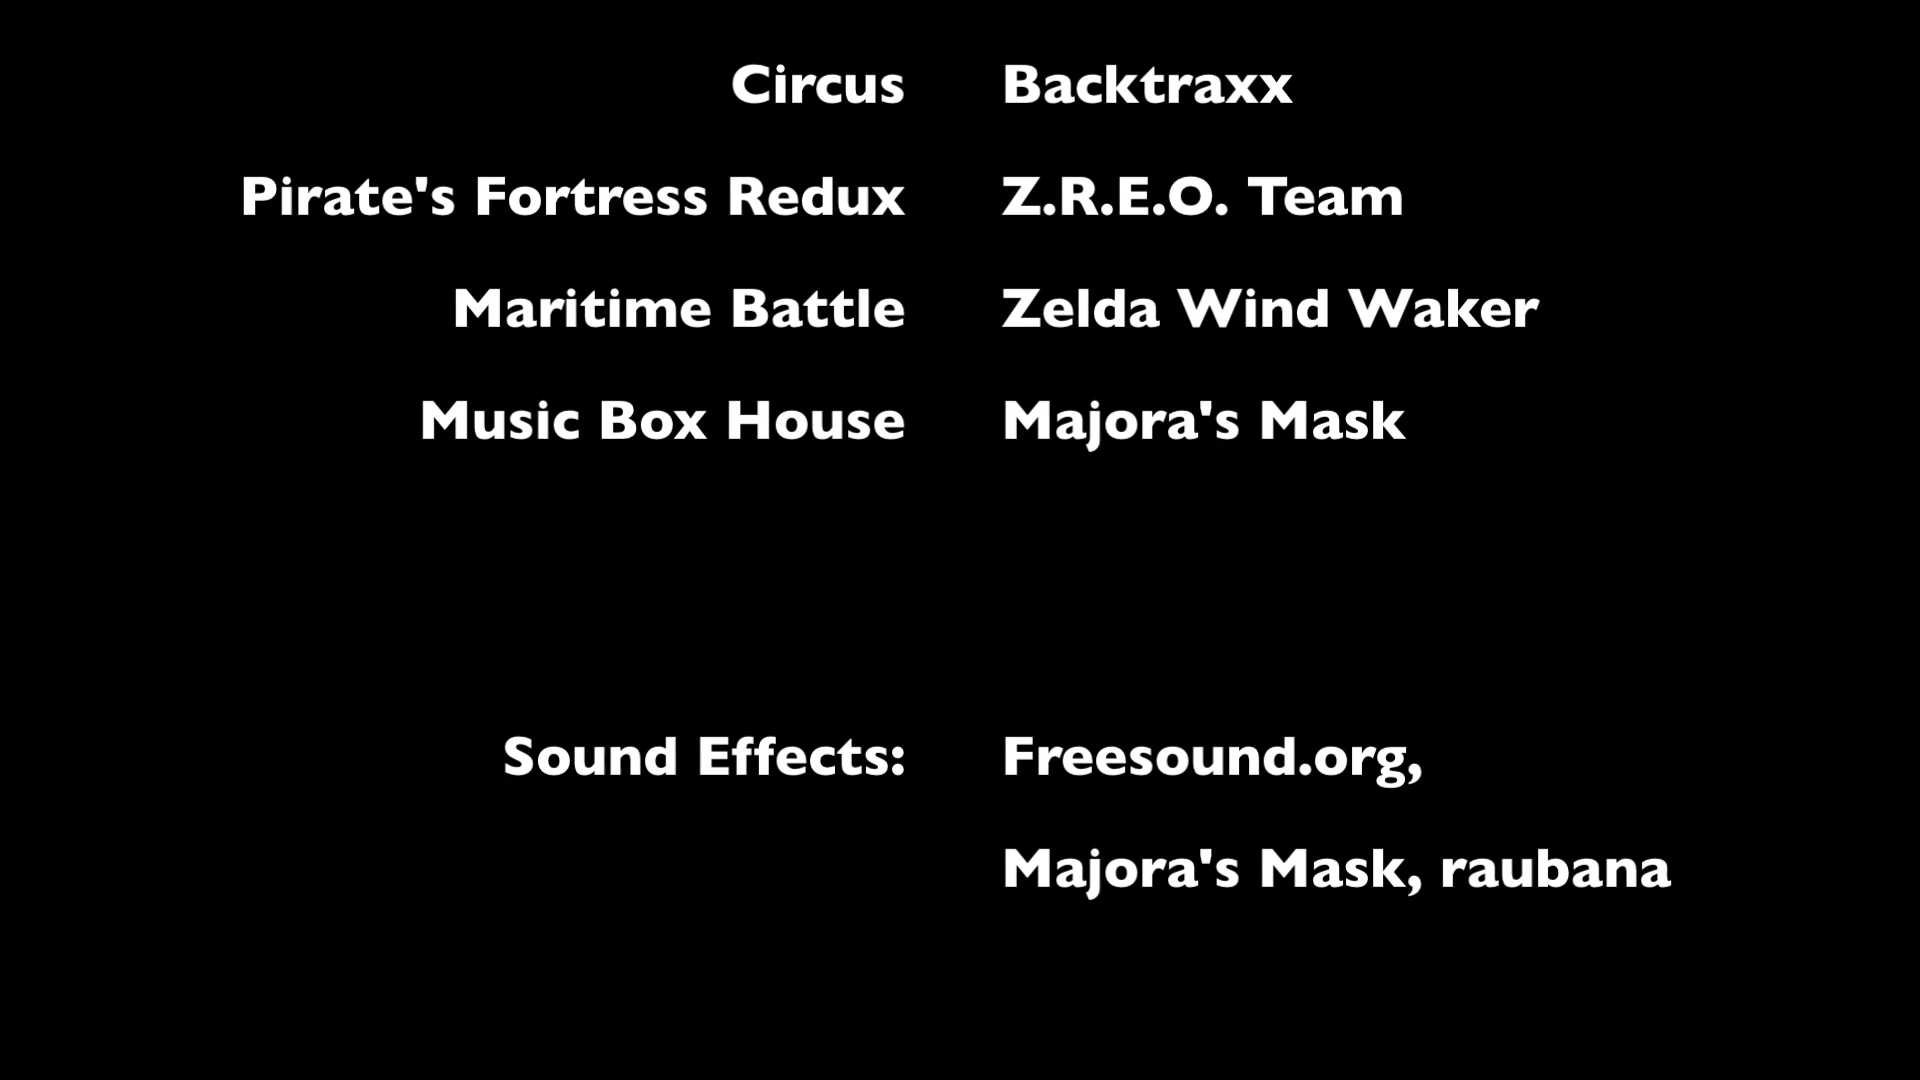 Circus Backtraxx
Pirate's Fortress Redux Z.R.E.O. Team
Maritime Battle Zelda Wind Waker
Music Box House Majora's Mask
Sound Effects: Freesound.org,
Majora's Mask, raubana